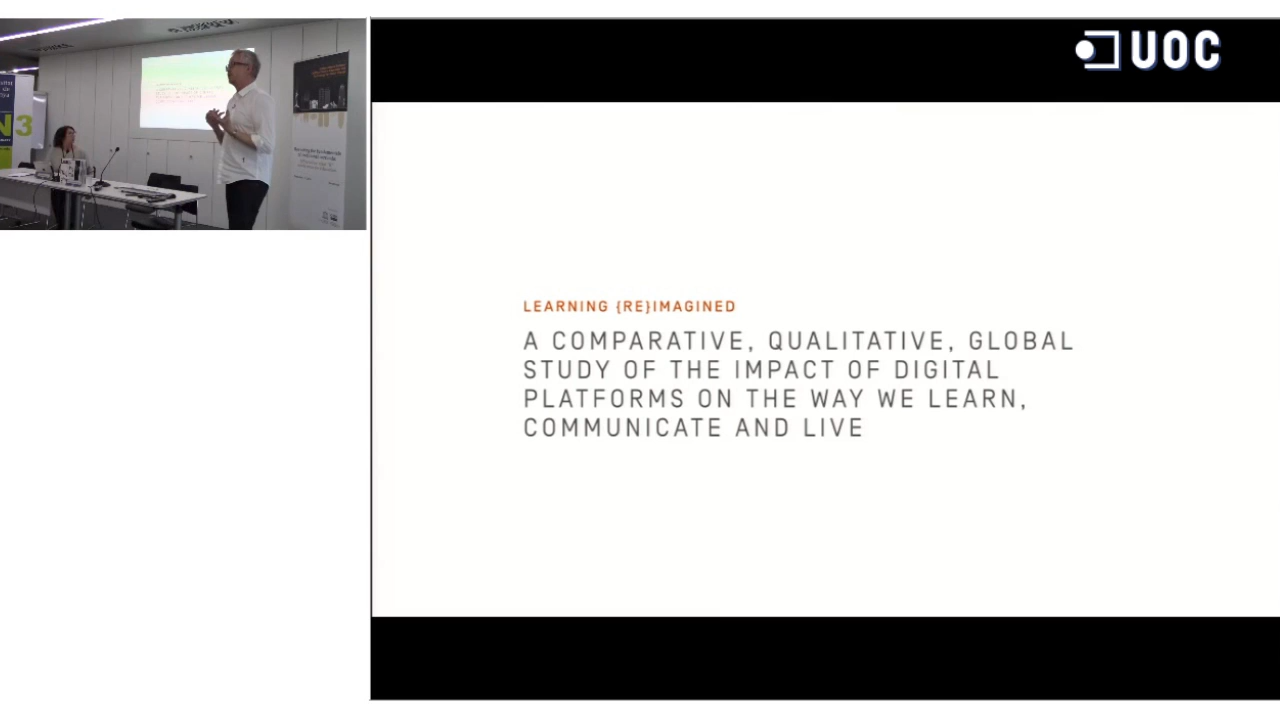 UOC
N3
LEARNING {RE}IMAGINED
A COMPARATIVE, QUALITATIVE, GLOBAL
STUDY OF THE IMPACT OF DIGITAL
PLATFORMS ON THE WAY WE LEARN,
COMMUNICATE AND LIVE